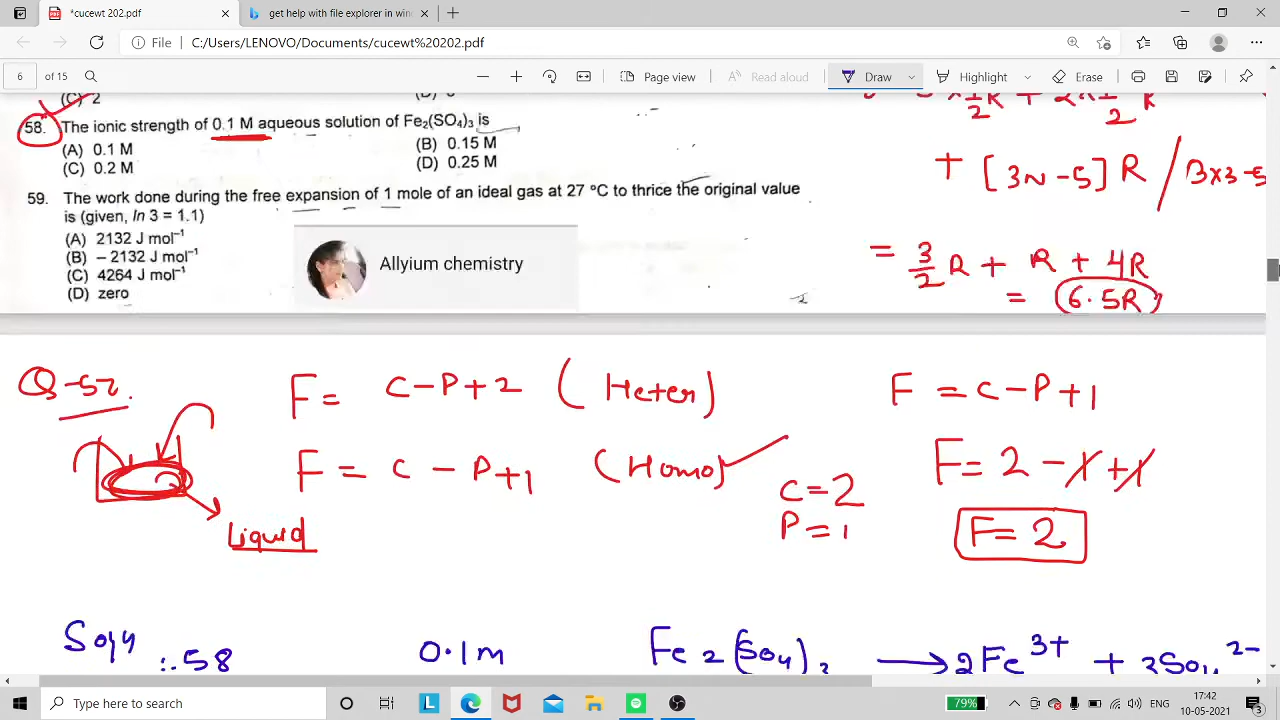 *cucewt 202.pdf
get help with file explorer in win
File
C:/Users/LENOVO/Documents/cucewt%20202.pdf
6 of 15
Page view
Read aloud
Draw
Highlight
Erase
(C) 2
58. The ionic strength of 0.1 M aqueous solution of Fe₂(SO₄)₃ is
(A) 0.1 M
(B) 0.15 M
(C) 0.2 M
(D) 0.25 M
+ [3N-5] R / 3x3-5
59. The work done during the free expansion of 1 mole of an ideal gas at 27 °C to thrice the original value
is (given, ln 3 = 1.1)
(A) 2132 J mol⁻¹
(B) – 2132 J mol⁻¹
(C) 4264 J mol⁻¹
(D) zero
Allyium chemistry
= 3/2 R + R + 4R
= 6.5R
Q-57.
F = C-P+2 (Heter)
F = C-P+1
F = C - P+1 (Homo)
F = 2 - 1 + 1
C = 2
P = 1
F = 2
Liquid
Soln
:.58
0.1m
Fe₂(SO₄)₃ → 2Fe³⁺ + 3SO₄²⁻
Type here to search
79%
ENG
17:42
10-05-2021
3